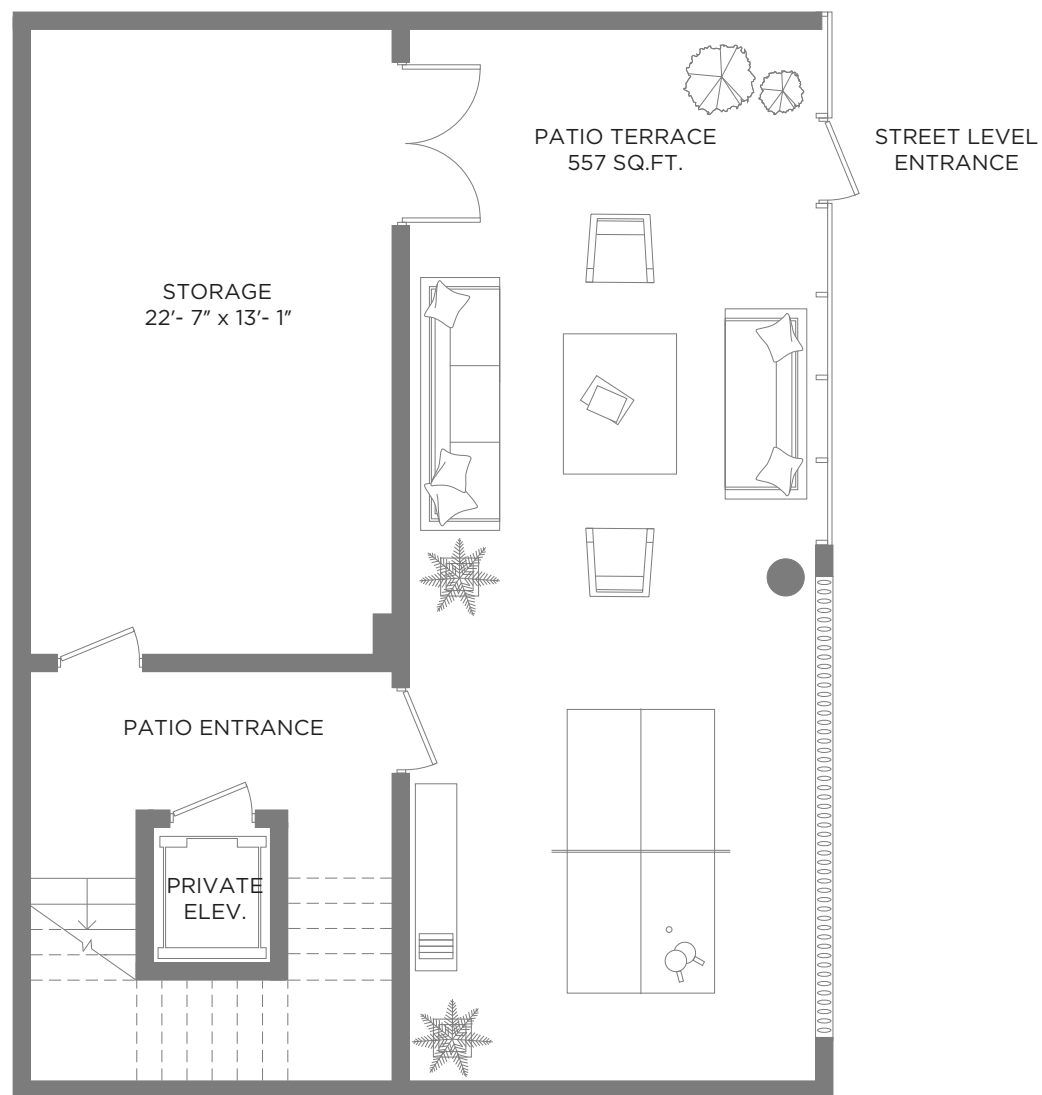 PATIO TERRACE
557 SQ.FT.
STREET LEVEL
ENTRANCE
STORAGE
22'- 7" x 13'- 1"
PATIO ENTRANCE
PRIVATE
ELEV.